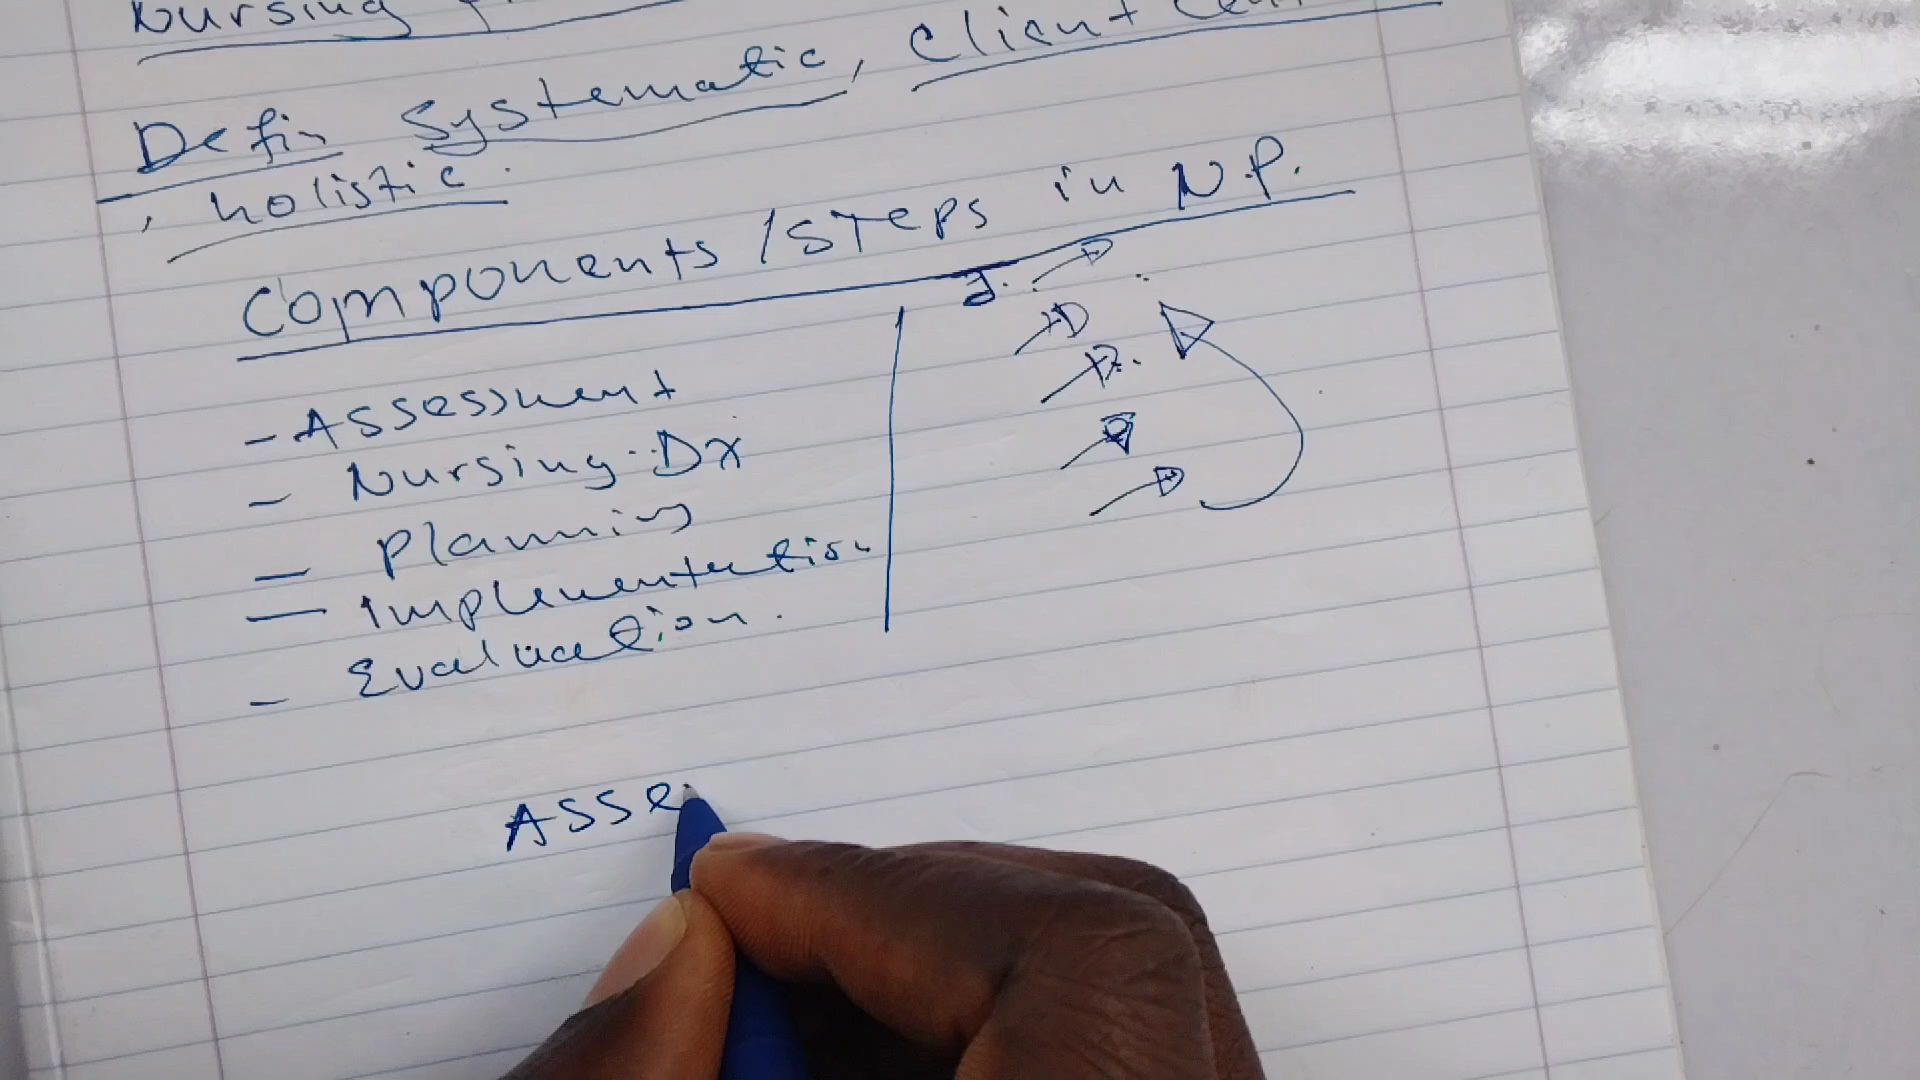 Nursing
Defin Systematic, Client
, holistic.
Components/Steps in N.P.
- Assessment
- Nursing Dx
- Planning
- Implementation
- Evaluation.
Asse